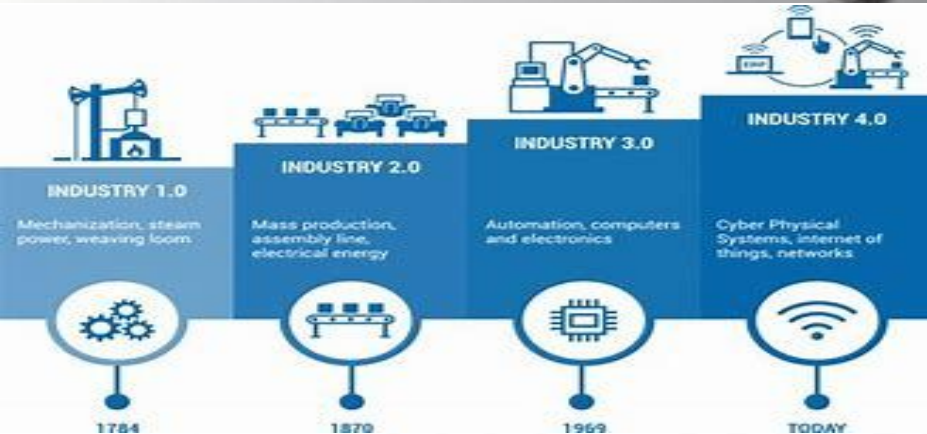 INDUSTRY 1.0
Mechanization, steam
power, weaving loom
1784
INDUSTRY 2.0
Mass production,
assembly line,
electrical energy
1870
INDUSTRY 3.0
Automation, computers
and electronics
1969
ERP
INDUSTRY 4.0
Cyber Physical
Systems, internet of
things, networks
TODAY